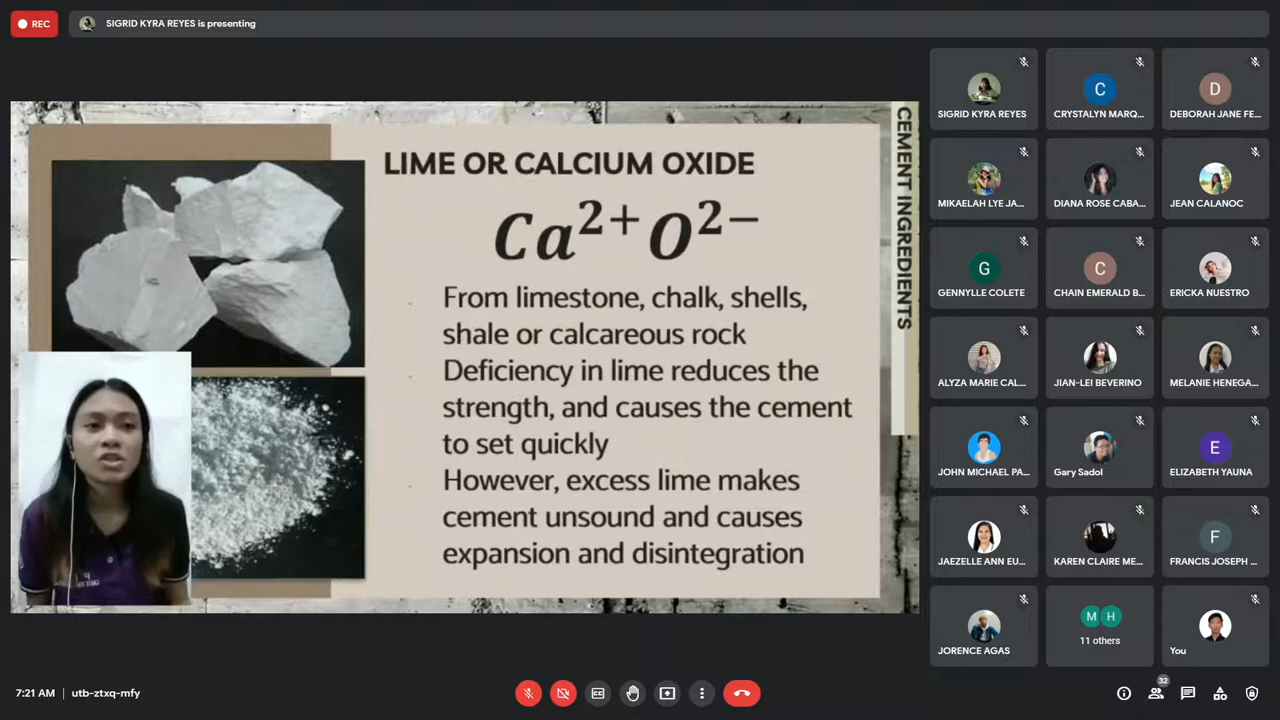 REC
SIGRID KYRA REYES is presenting
LIME OR CALCIUM OXIDE
Ca²⁺O²⁻
From limestone, chalk, shells,
shale or calcareous rock
Deficiency in lime reduces the
strength, and causes the cement
to set quickly
However, excess lime makes
cement unsound and causes
expansion and disintegration
CEMENT INGREDIENTS
SIGRID KYRA REYES
C
CRYSTALYN MARQ...
D
DEBORAH JANE FE...
MIKAELAH LYE JA...
DIANA ROSE CABA...
JEAN CALANOC
G
GENNYLLE COLETE
C
CHAIN EMERALD B...
ERICKA NUESTRO
ALYZA MARIE CAL...
JIAN-LEI BEVERINO
MELANIE HENEGA...
JOHN MICHAEL PA...
Gary Sadol
E
ELIZABETH YAUNA
JAEZELLE ANN EU...
KAREN CLAIRE ME...
F
FRANCIS JOSEPH ...
JORENCE AGAS
M H
11 others
You
7:21 AM | utb-ztxq-mfy
32